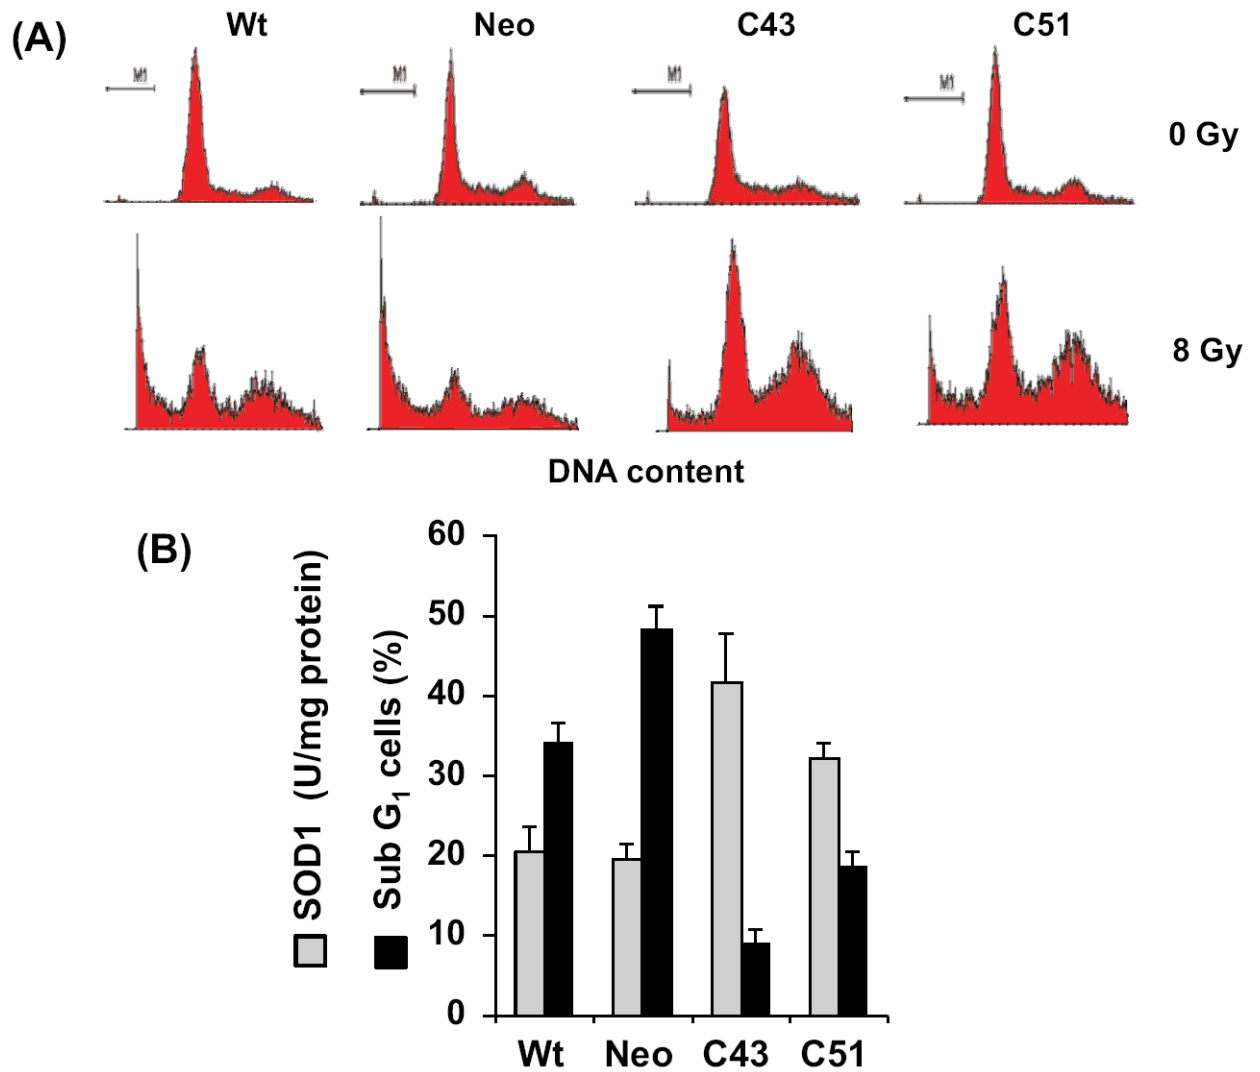 (A)
Wt Neo C43 C51
M1 M1 M1 M1
0 Gy
8 Gy
DNA content
(B)
SOD1 (U/mg protein)
Sub G₁ cells (%)
60
50
40
30
20
10
0
Wt Neo C43 C51